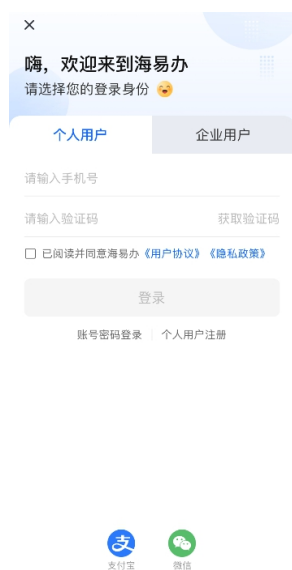 嗨，欢迎来到海易办
请选择您的登录身份
个人用户 企业用户
请输入手机号
请输入验证码 获取验证码
已阅读并同意海易办《用户协议》《隐私政策》
登录
账号密码登录 个人用户注册
支付宝 微信